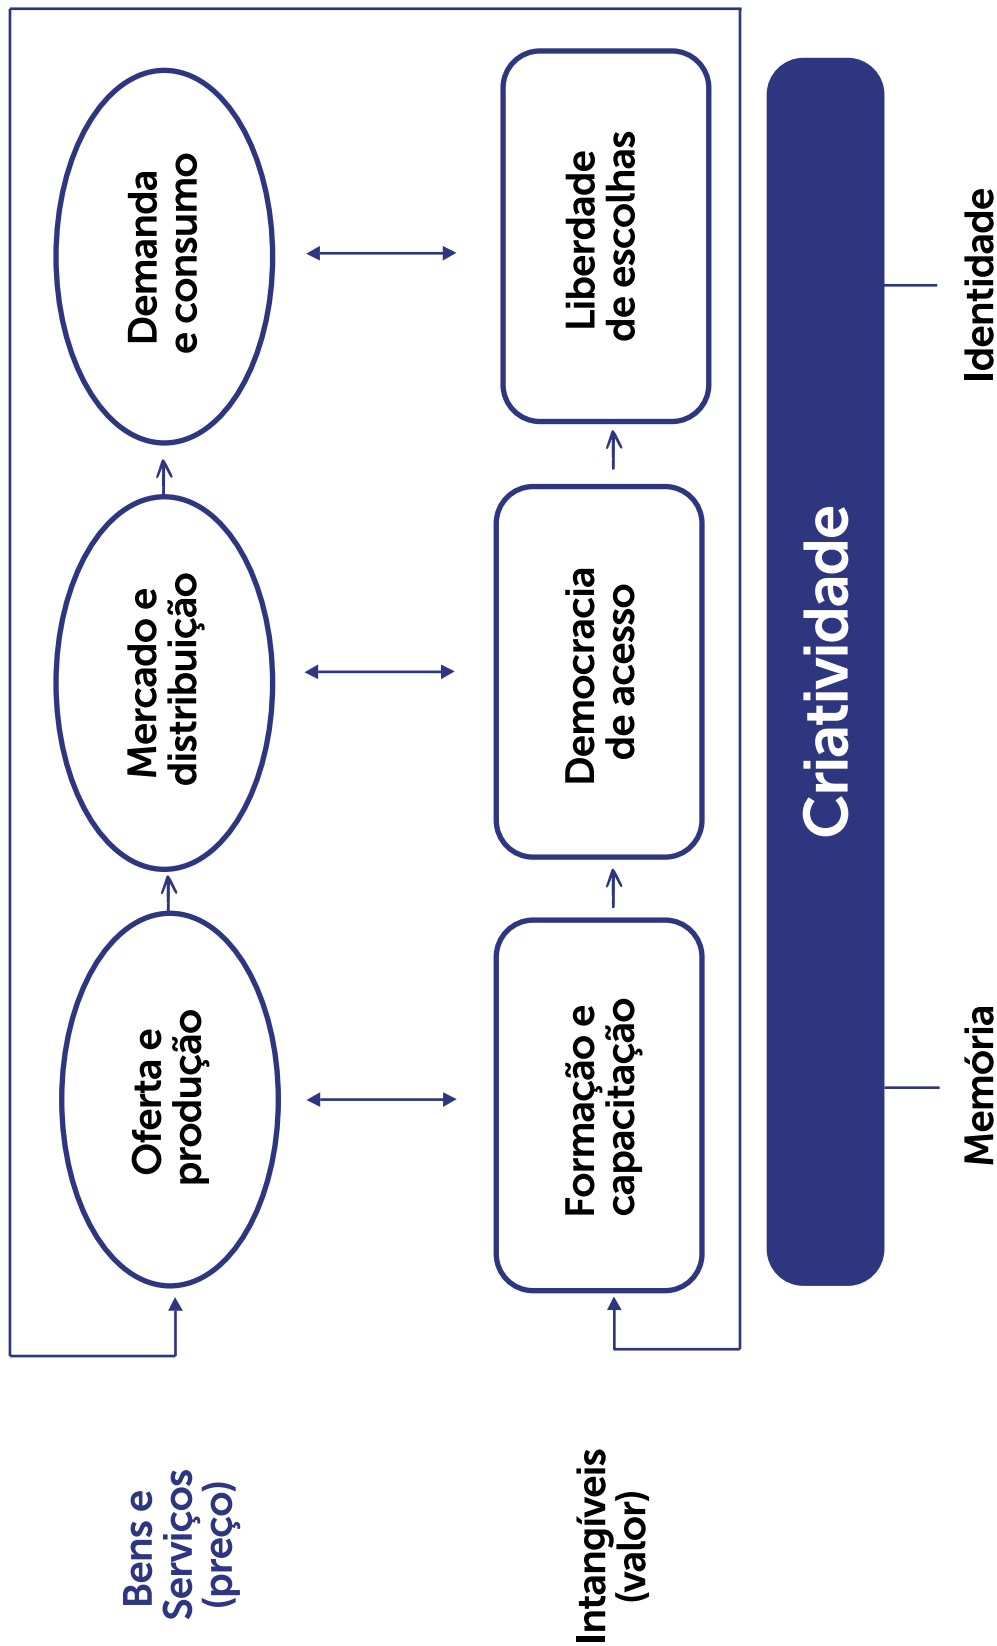 Bens e
Serviços
(preço)
Oferta e
produção
Mercado e
distribuição
Demanda
e consumo
Intangíveis
(valor)
Formação e
capacitação
Democracia
de acesso
Liberdade
de escolhas
Criatividade
Memória
Identidade